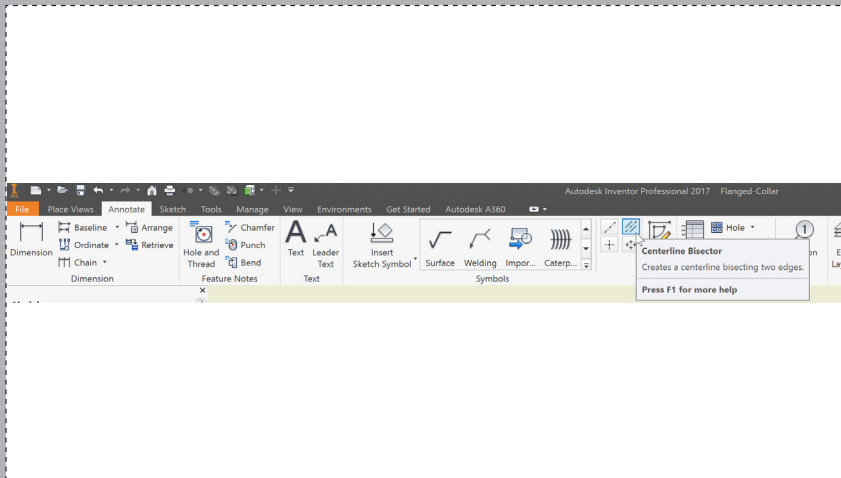 Autodesk Inventor Professional 2017 Flanged-Collar
File Place Views Annotate Sketch Tools Manage View Environments Get Started Autodesk A360
Baseline Arrange Chamfer Hole
Ordinate Retrieve Punch
Dimension Hole and Text Leader Insert
Chain Thread Bend Text Sketch Symbol Surface Welding Impor... Caterp...
Dimension Feature Notes Text Symbols
Centerline Bisector
Creates a centerline bisecting two edges.
Press F1 for more help